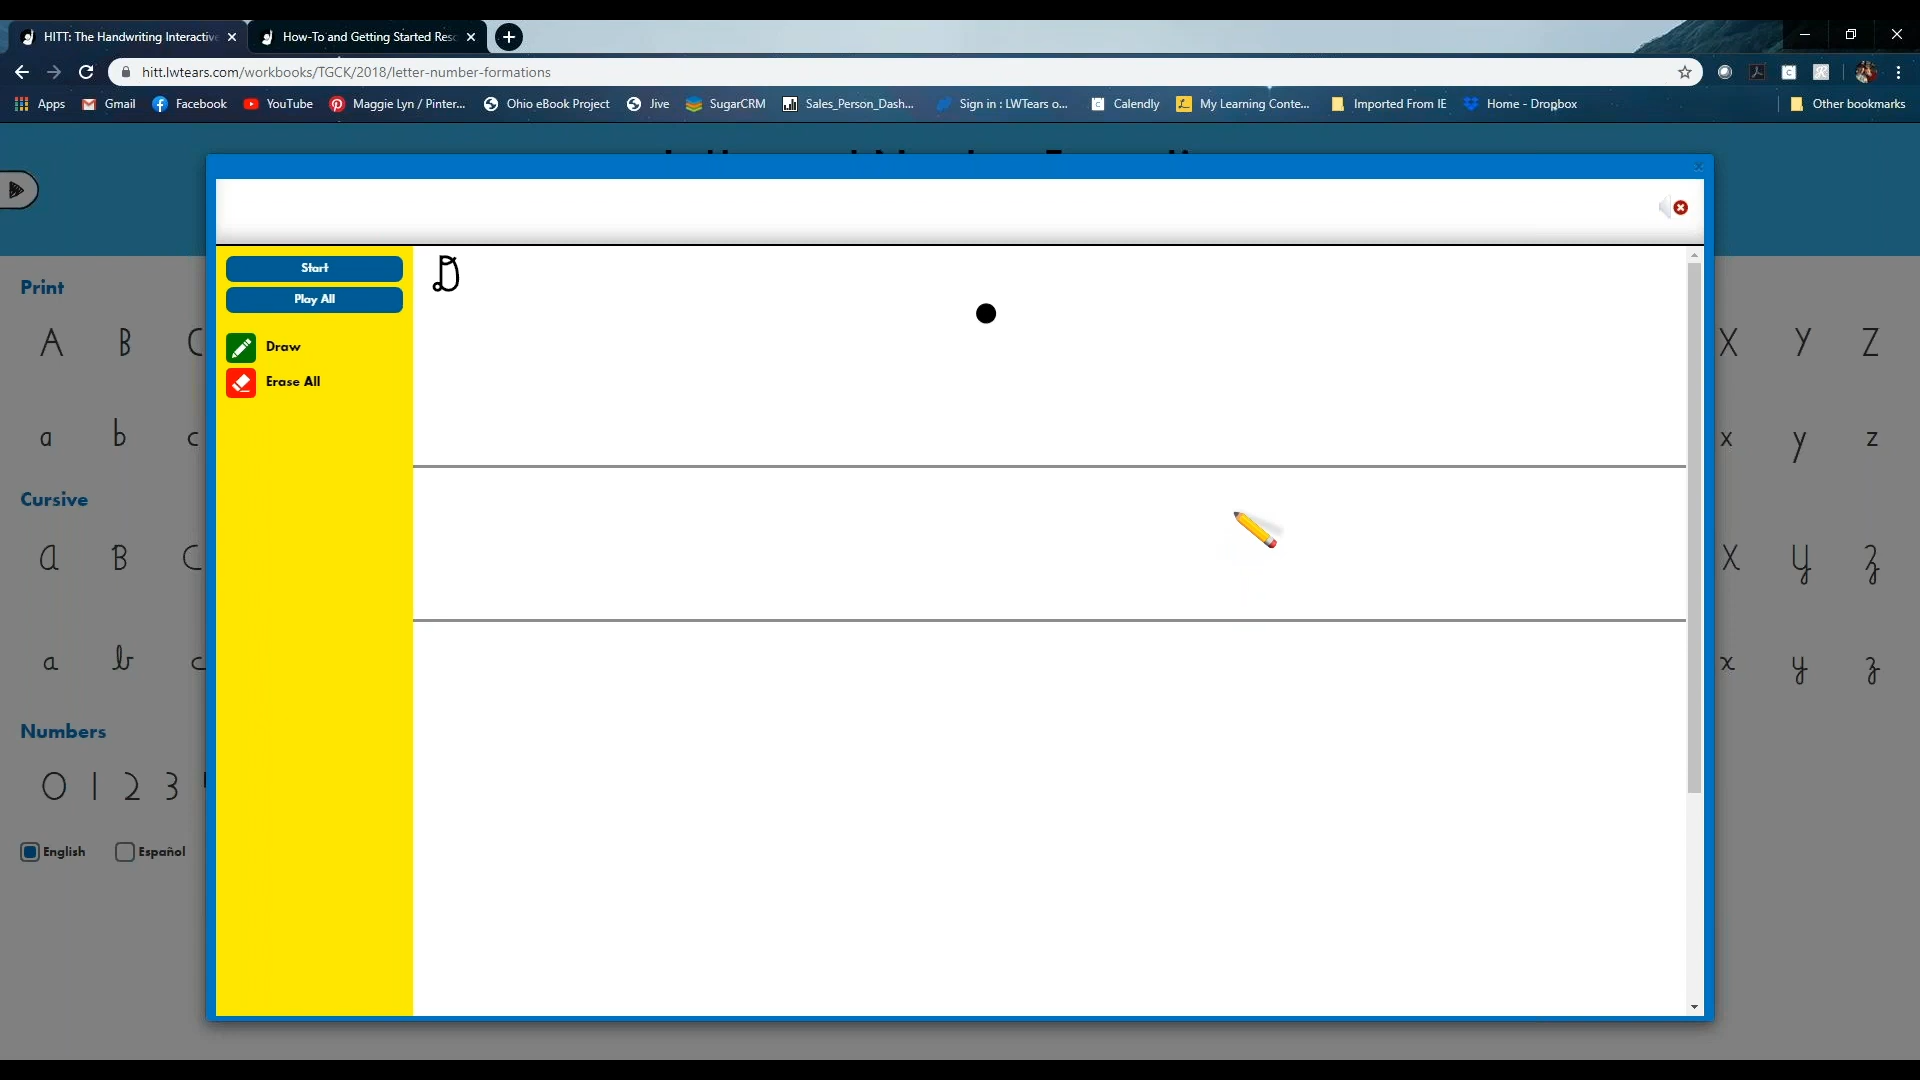 HITT: The Handwriting Interactive
How-To and Getting Started Reso
hitt.lwtears.com/workbooks/TGCK/2018/letter-number-formations
Apps Gmail Facebook YouTube Maggie Lyn / Pinter... Ohio eBook Project Jive SugarCRM Sales_Person_Dash... Sign in : LWTears o... Calendly My Learning Conte... Imported From IE Home - Dropbox Other bookmarks
Start
D
Play All
Draw
Erase All
Print
A B C X Y Z
a b c x y z
Cursive
A B C X Y Z
a b c x y z
Numbers
0 1 2 3
English Español